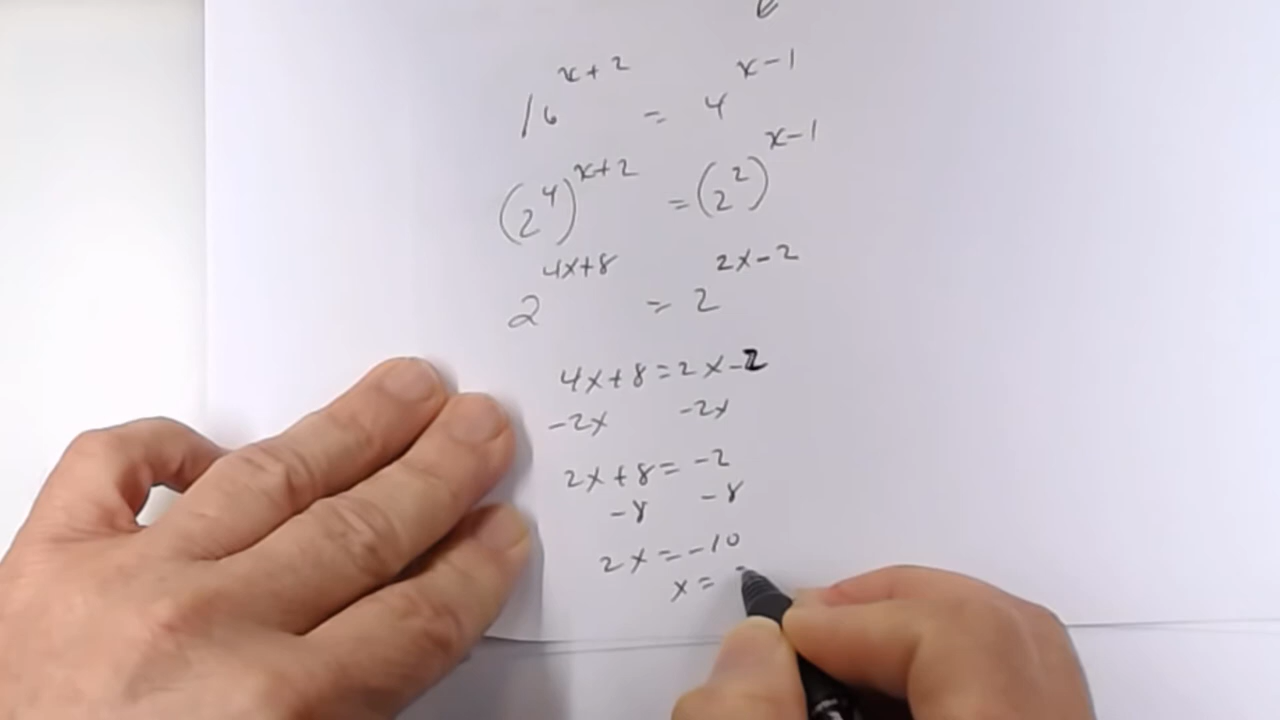 16^{x+2} = 4^{x-1}
(2^4)^{x+2} = (2^2)^{x-1}
2^{4x+8} = 2^{2x-2}
4x+8=2x-2
-2x -2x
2x+8=-2
-8 -8
2x=-10
x=